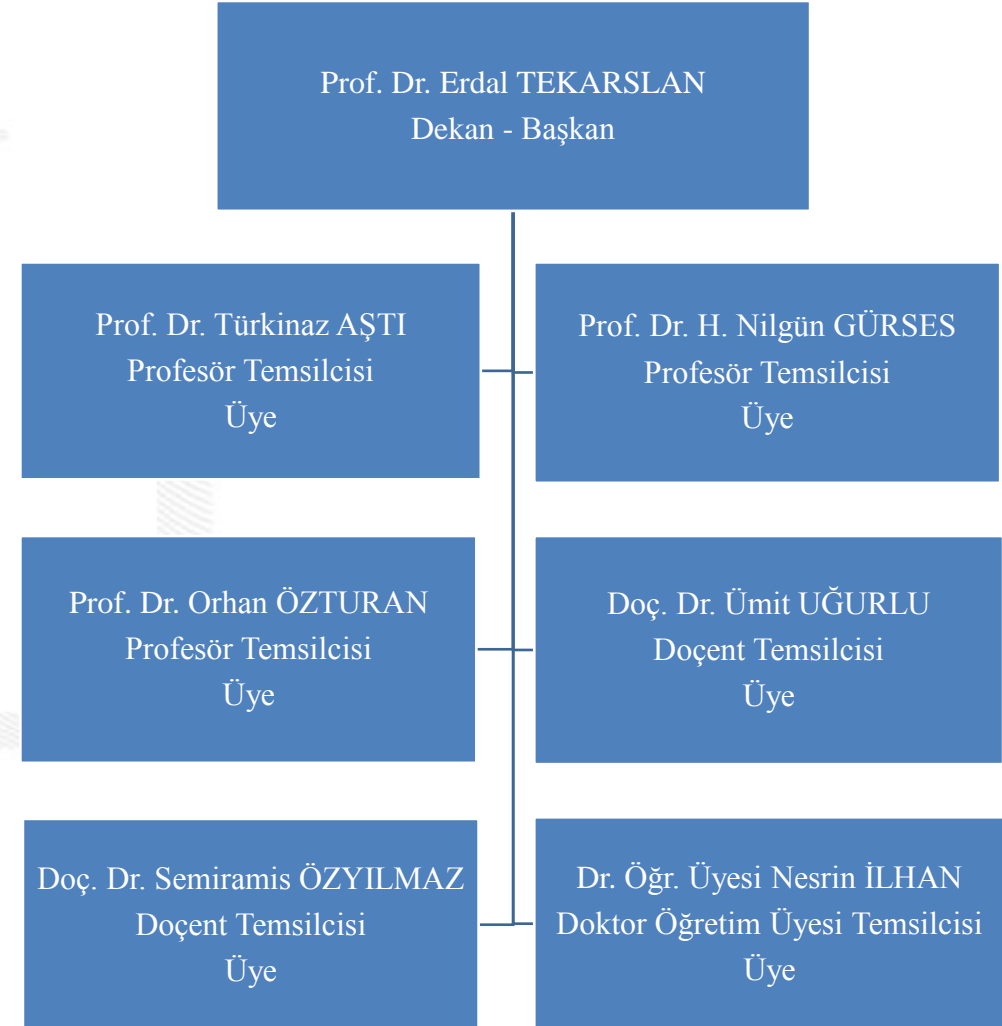 Prof. Dr. Erdal TEKARSLAN
Dekan - Başkan
Prof. Dr. Türkinaz AŞTI
Profesör Temsilcisi
Üye
Prof. Dr. H. Nilgün GÜRSES
Profesör Temsilcisi
Üye
Prof. Dr. Orhan ÖZTURAN
Profesör Temsilcisi
Üye
Doç. Dr. Ümit UĞURLU
Doçent Temsilcisi
Üye
Doç. Dr. Semiramis ÖZYILMAZ
Doçent Temsilcisi
Üye
Dr. Öğr. Üyesi Nesrin İLHAN
Doktor Öğretim Üyesi Temsilcisi
Üye